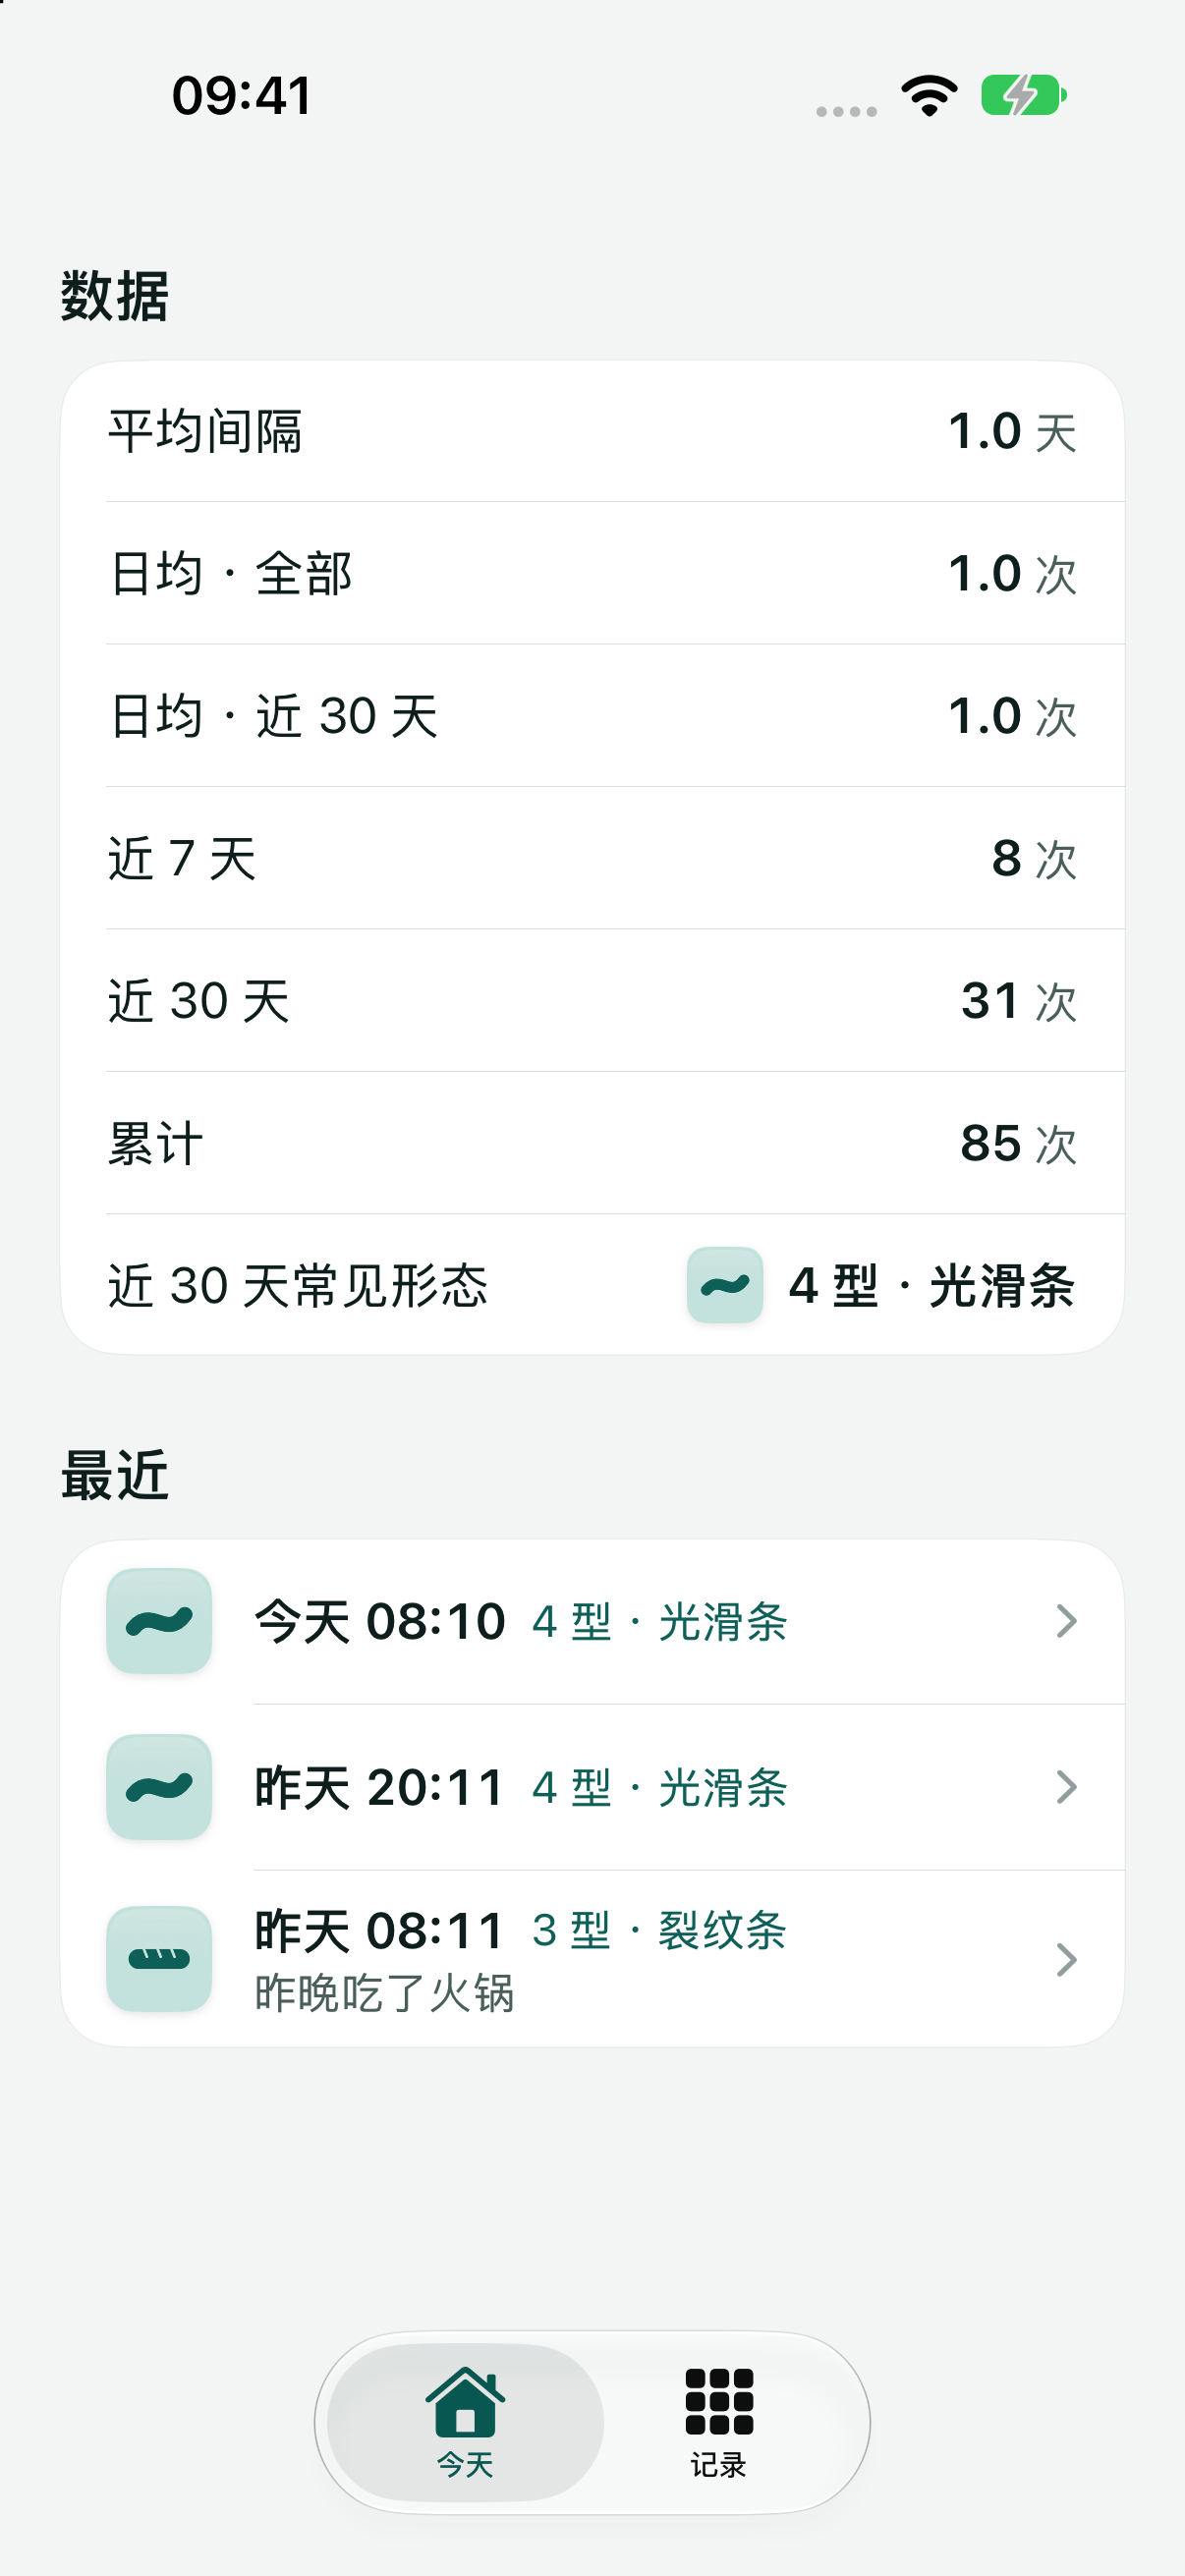 09:41
数据
平均间隔 1.0 天
日均 · 全部 1.0 次
日均 · 近 30 天 1.0 次
近 7 天 8 次
近 30 天 31 次
累计 85 次
近 30 天常见形态 4 型 · 光滑条
最近
今天 08:10 4 型 · 光滑条
昨天 20:11 4 型 · 光滑条
昨天 08:11 3 型 · 裂纹条
昨晚吃了火锅
今天 记录